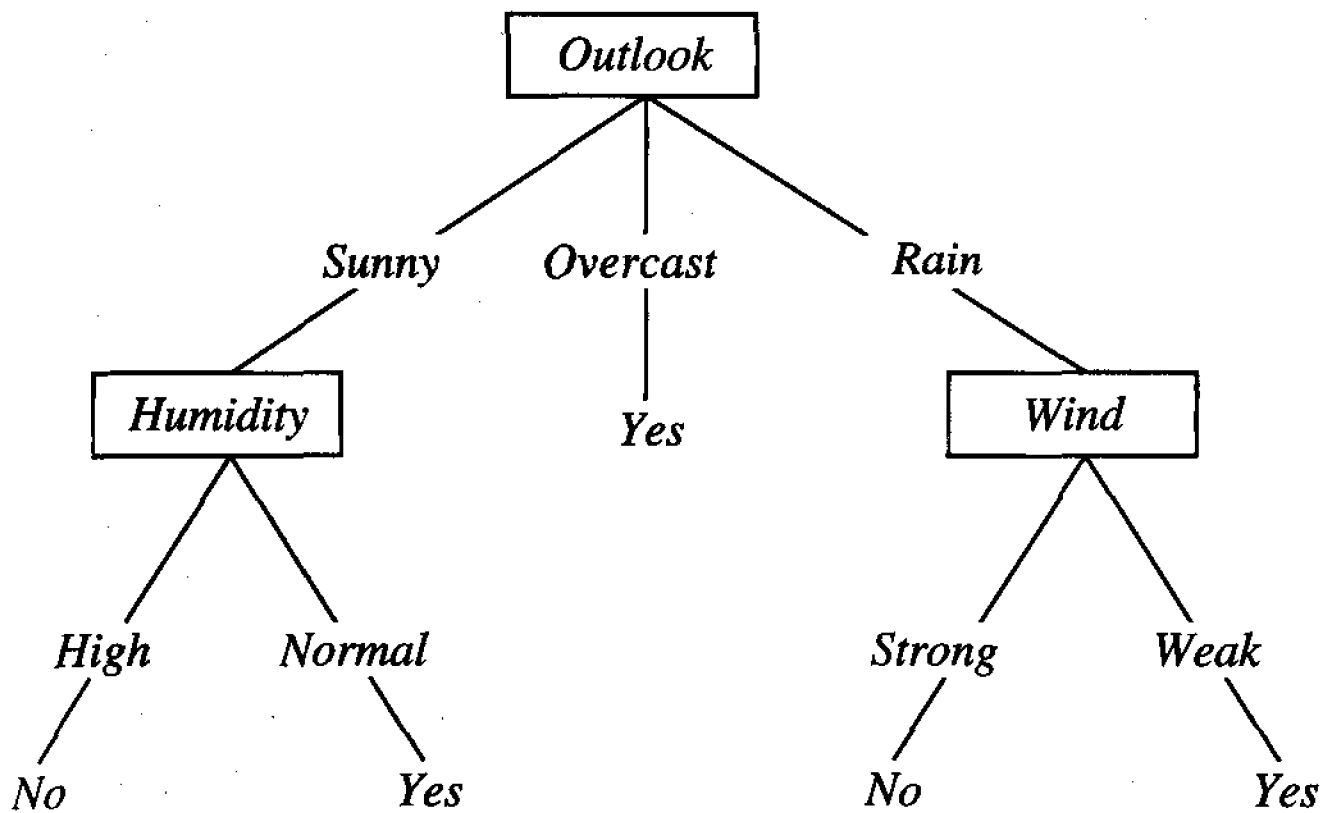 Outlook
Sunny Overcast Rain
Humidity Yes Wind
High Normal Strong Weak
No Yes No Yes